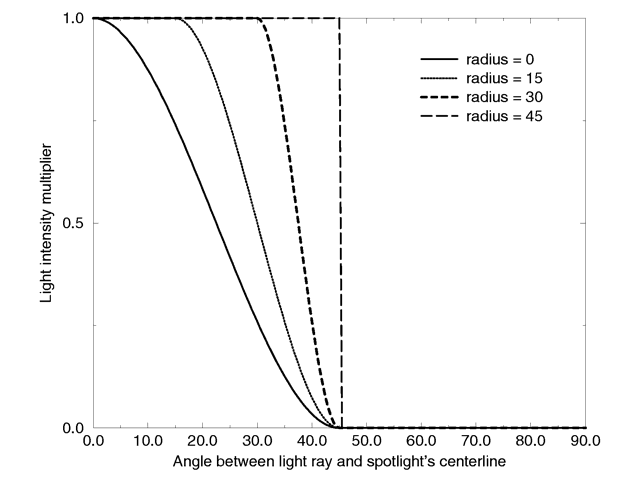 1.0
radius = 0
radius = 15
radius = 30
radius = 45
Light intensity multiplier
0.5
0.0
0.0 10.0 20.0 30.0 40.0 50.0 60.0 70.0 80.0 90.0
Angle between light ray and spotlight's centerline